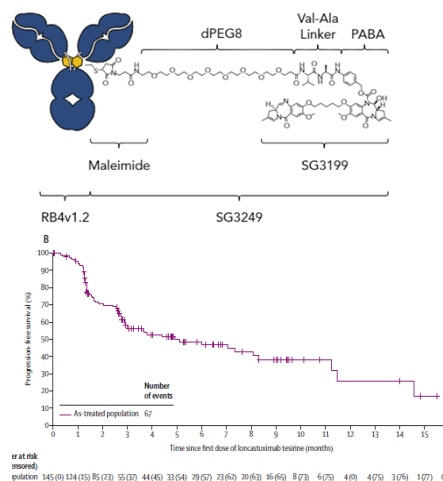 dPEG8
Val-Ala
Linker
PABA
Maleimide
SG3199
RB4v1.2
SG3249
B
100
90
80
70
60
50
40
30
20
10
0
Progression-free survival (%)
Number
of events
As-treated population 67
0 1 2 3 4 5 6 7 8 9 10 11 12 13 14 15
Time since first dose of loncastuximab tesirine (months)
er at risk
ensored)
opulation 145 (0) 124 (15) 85 (23) 55 (37) 44 (45) 33 (54) 29 (57) 23 (62) 20 (63) 16 (65) 8 (73) 6 (75) 4 (0) 4 (75) 3 (76) 1 (77)